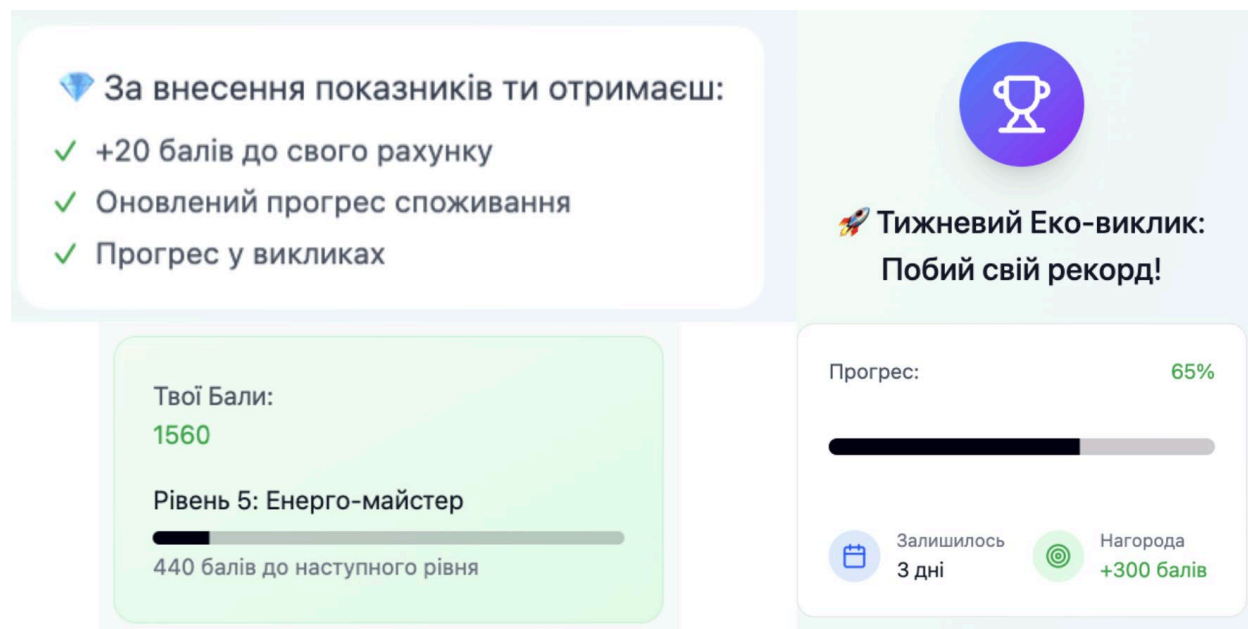 💎 За внесення показників ти отримаєш:
✓ +20 балів до свого рахунку
✓ Оновлений прогрес споживання
✓ Прогрес у викликах
Твої Бали:
1560
Рівень 5: Енерго-майстер
440 балів до наступного рівня
🚀 Тижневий Еко-виклик:
Побий свій рекорд!
Прогрес: 65%
Залишилось
3 дні
Нагорода
+300 балів